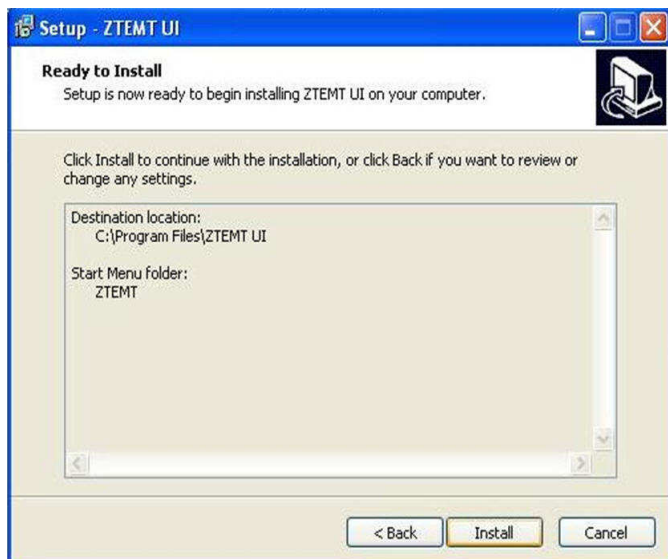 Setup - ZTEMT UI
Ready to Install
Setup is now ready to begin installing ZTEMT UI on your computer.
Click Install to continue with the installation, or click Back if you want to review or
change any settings.
Destination location:
C:\Program Files\ZTEMT UI
Start Menu folder:
ZTEMT
< Back
Install
Cancel